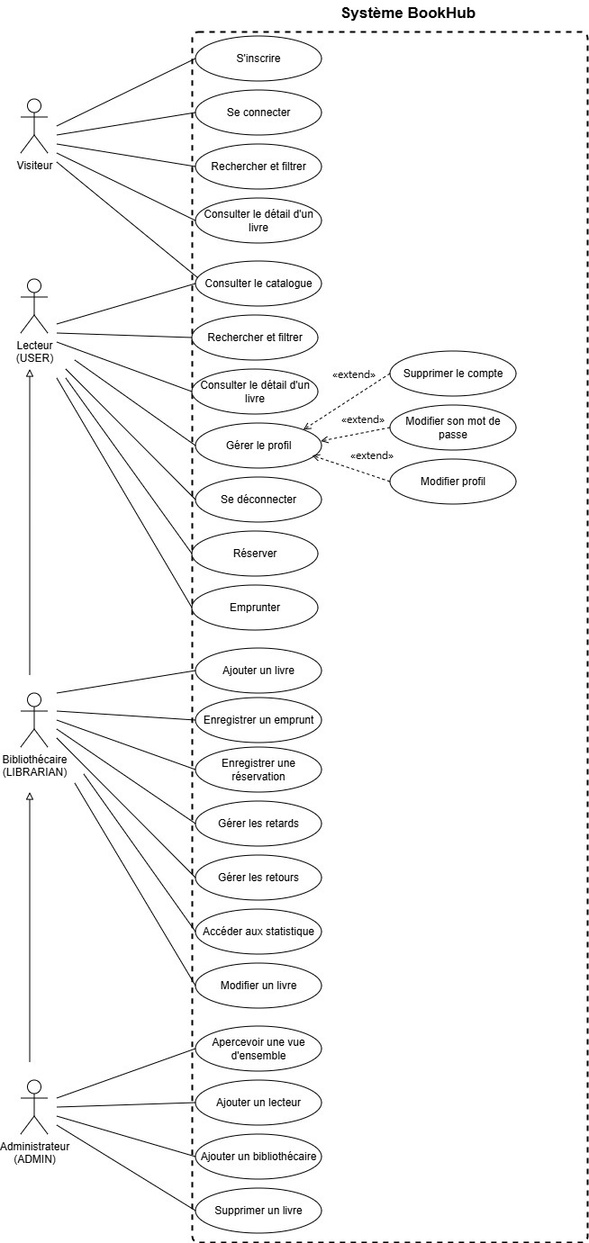 Système BookHub
S'inscrire
Se connecter
Visiteur
Rechercher et filtrer
Consulter le détail d'un
livre
Consulter le catalogue
Lecteur
(USER)
Rechercher et filtrer
Consulter le détail d'un
livre
«extend»
Supprimer le compte
«extend»
Modifier son mot de
passe
Gérer le profil
«extend»
Modifier profil
Se déconnecter
Réserver
Emprunter
Ajouter un livre
Enregistrer un emprunt
Bibliothécaire
(LIBRARIAN)
Enregistrer une
réservation
Gérer les retards
Gérer les retours
Accéder aux statistique
Modifier un livre
Apercevoir une vue
d'ensemble
Ajouter un lecteur
Administrateur
(ADMIN)
Ajouter un bibliothécaire
Supprimer un livre